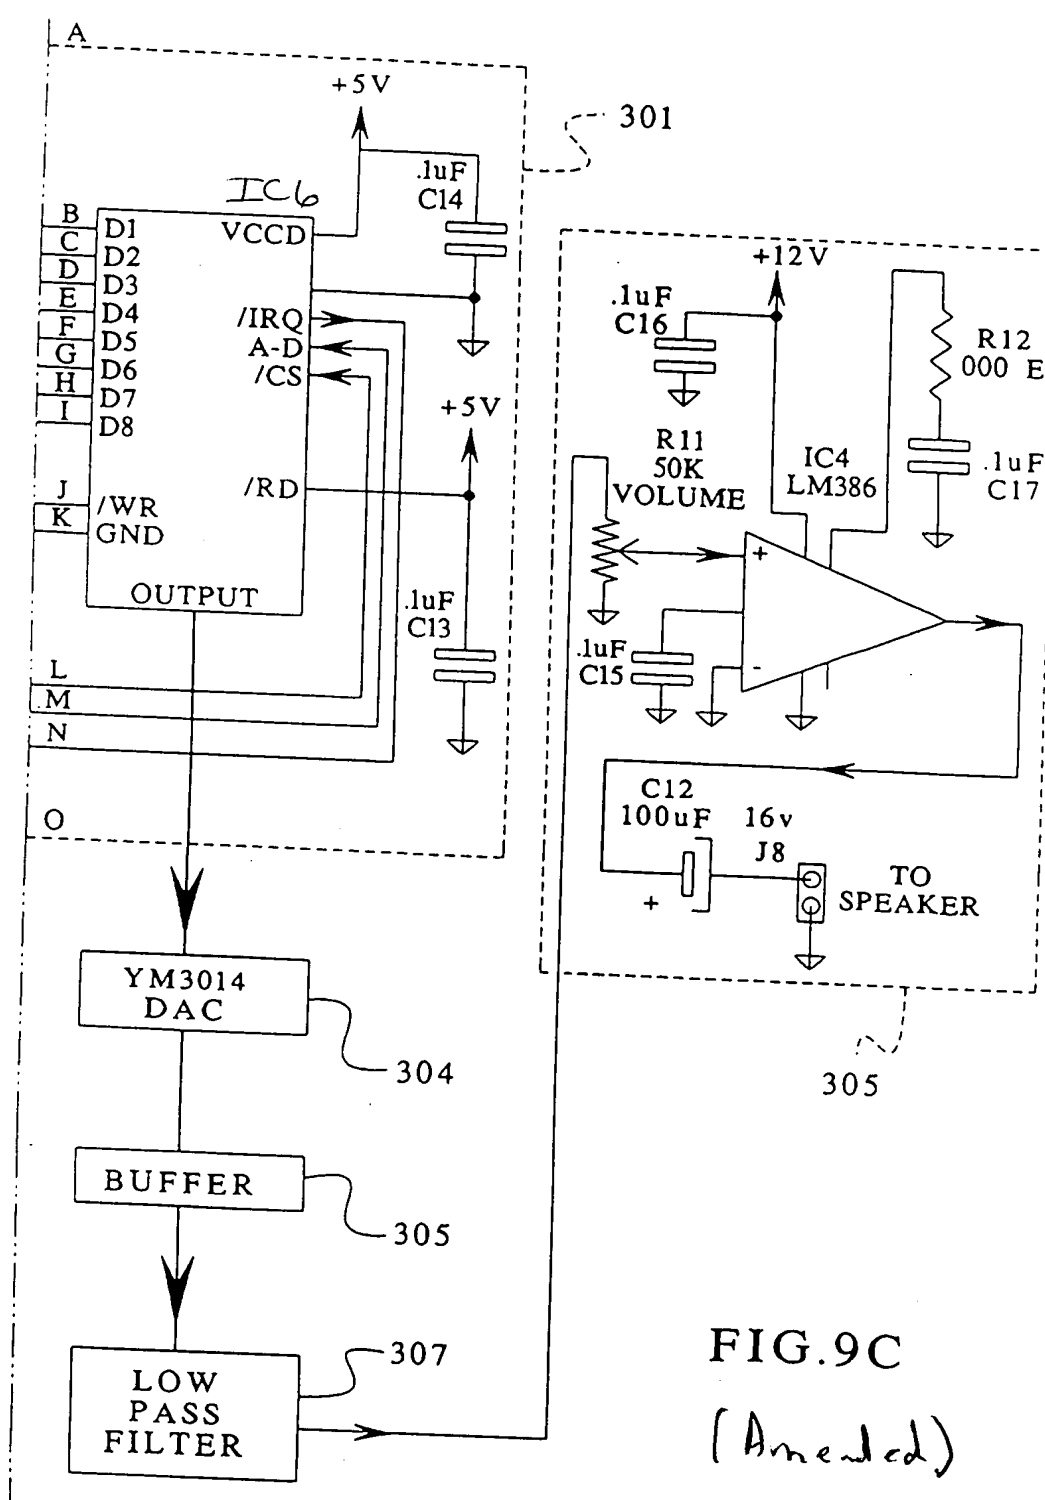 A
+5V
301
.1uF
C14
IC6
B
C
D
E
F
G
H
I
D1
D2
D3
D4
D5
D6
D7
D8
VCCD
/IRQ
A-D
/CS
+5V
/RD
J
K
/WR
GND
OUTPUT
.1uF
C13
L
M
N
O
+12V
.1uF
C16
R12
000 E
R11
50K
VOLUME
IC4
LM386
.1uF
C17
+
-
.1uF
C15
C12
100uF
16v
J8
+
TO
SPEAKER
305
YM3014
DAC
304
BUFFER
305
307
LOW
PASS
FILTER
FIG.9C
(Amended)